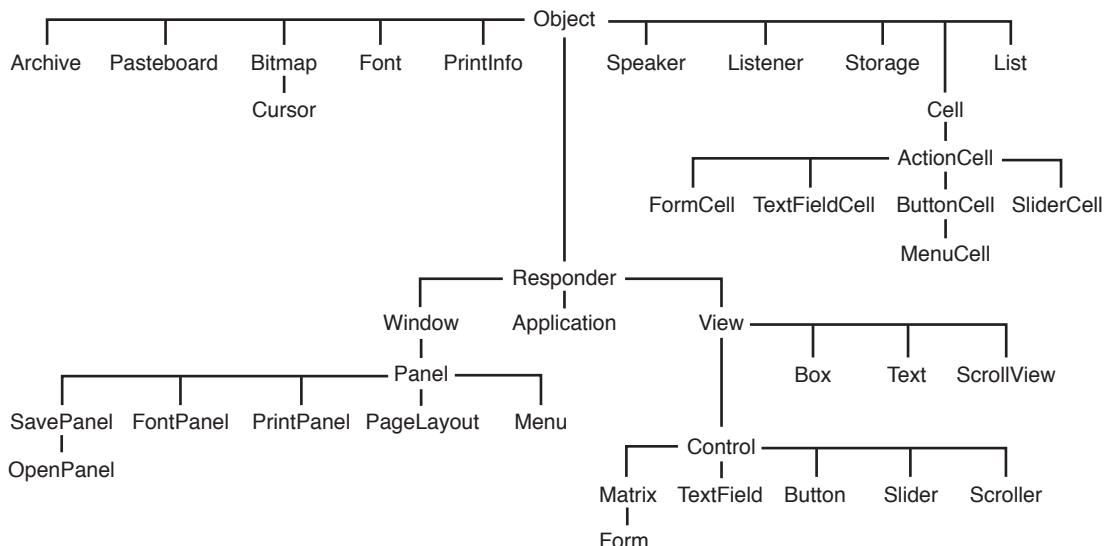 Object
Archive Pasteboard Bitmap Font PrintInfo Speaker Listener Storage List
Cursor Cell
ActionCell
FormCell TextFieldCell ButtonCell SliderCell
MenuCell
Responder
Window Application View
Panel Box Text ScrollView
SavePanel FontPanel PrintPanel PageLayout Menu
Control
OpenPanel
Matrix TextField Button Slider Scroller
Form